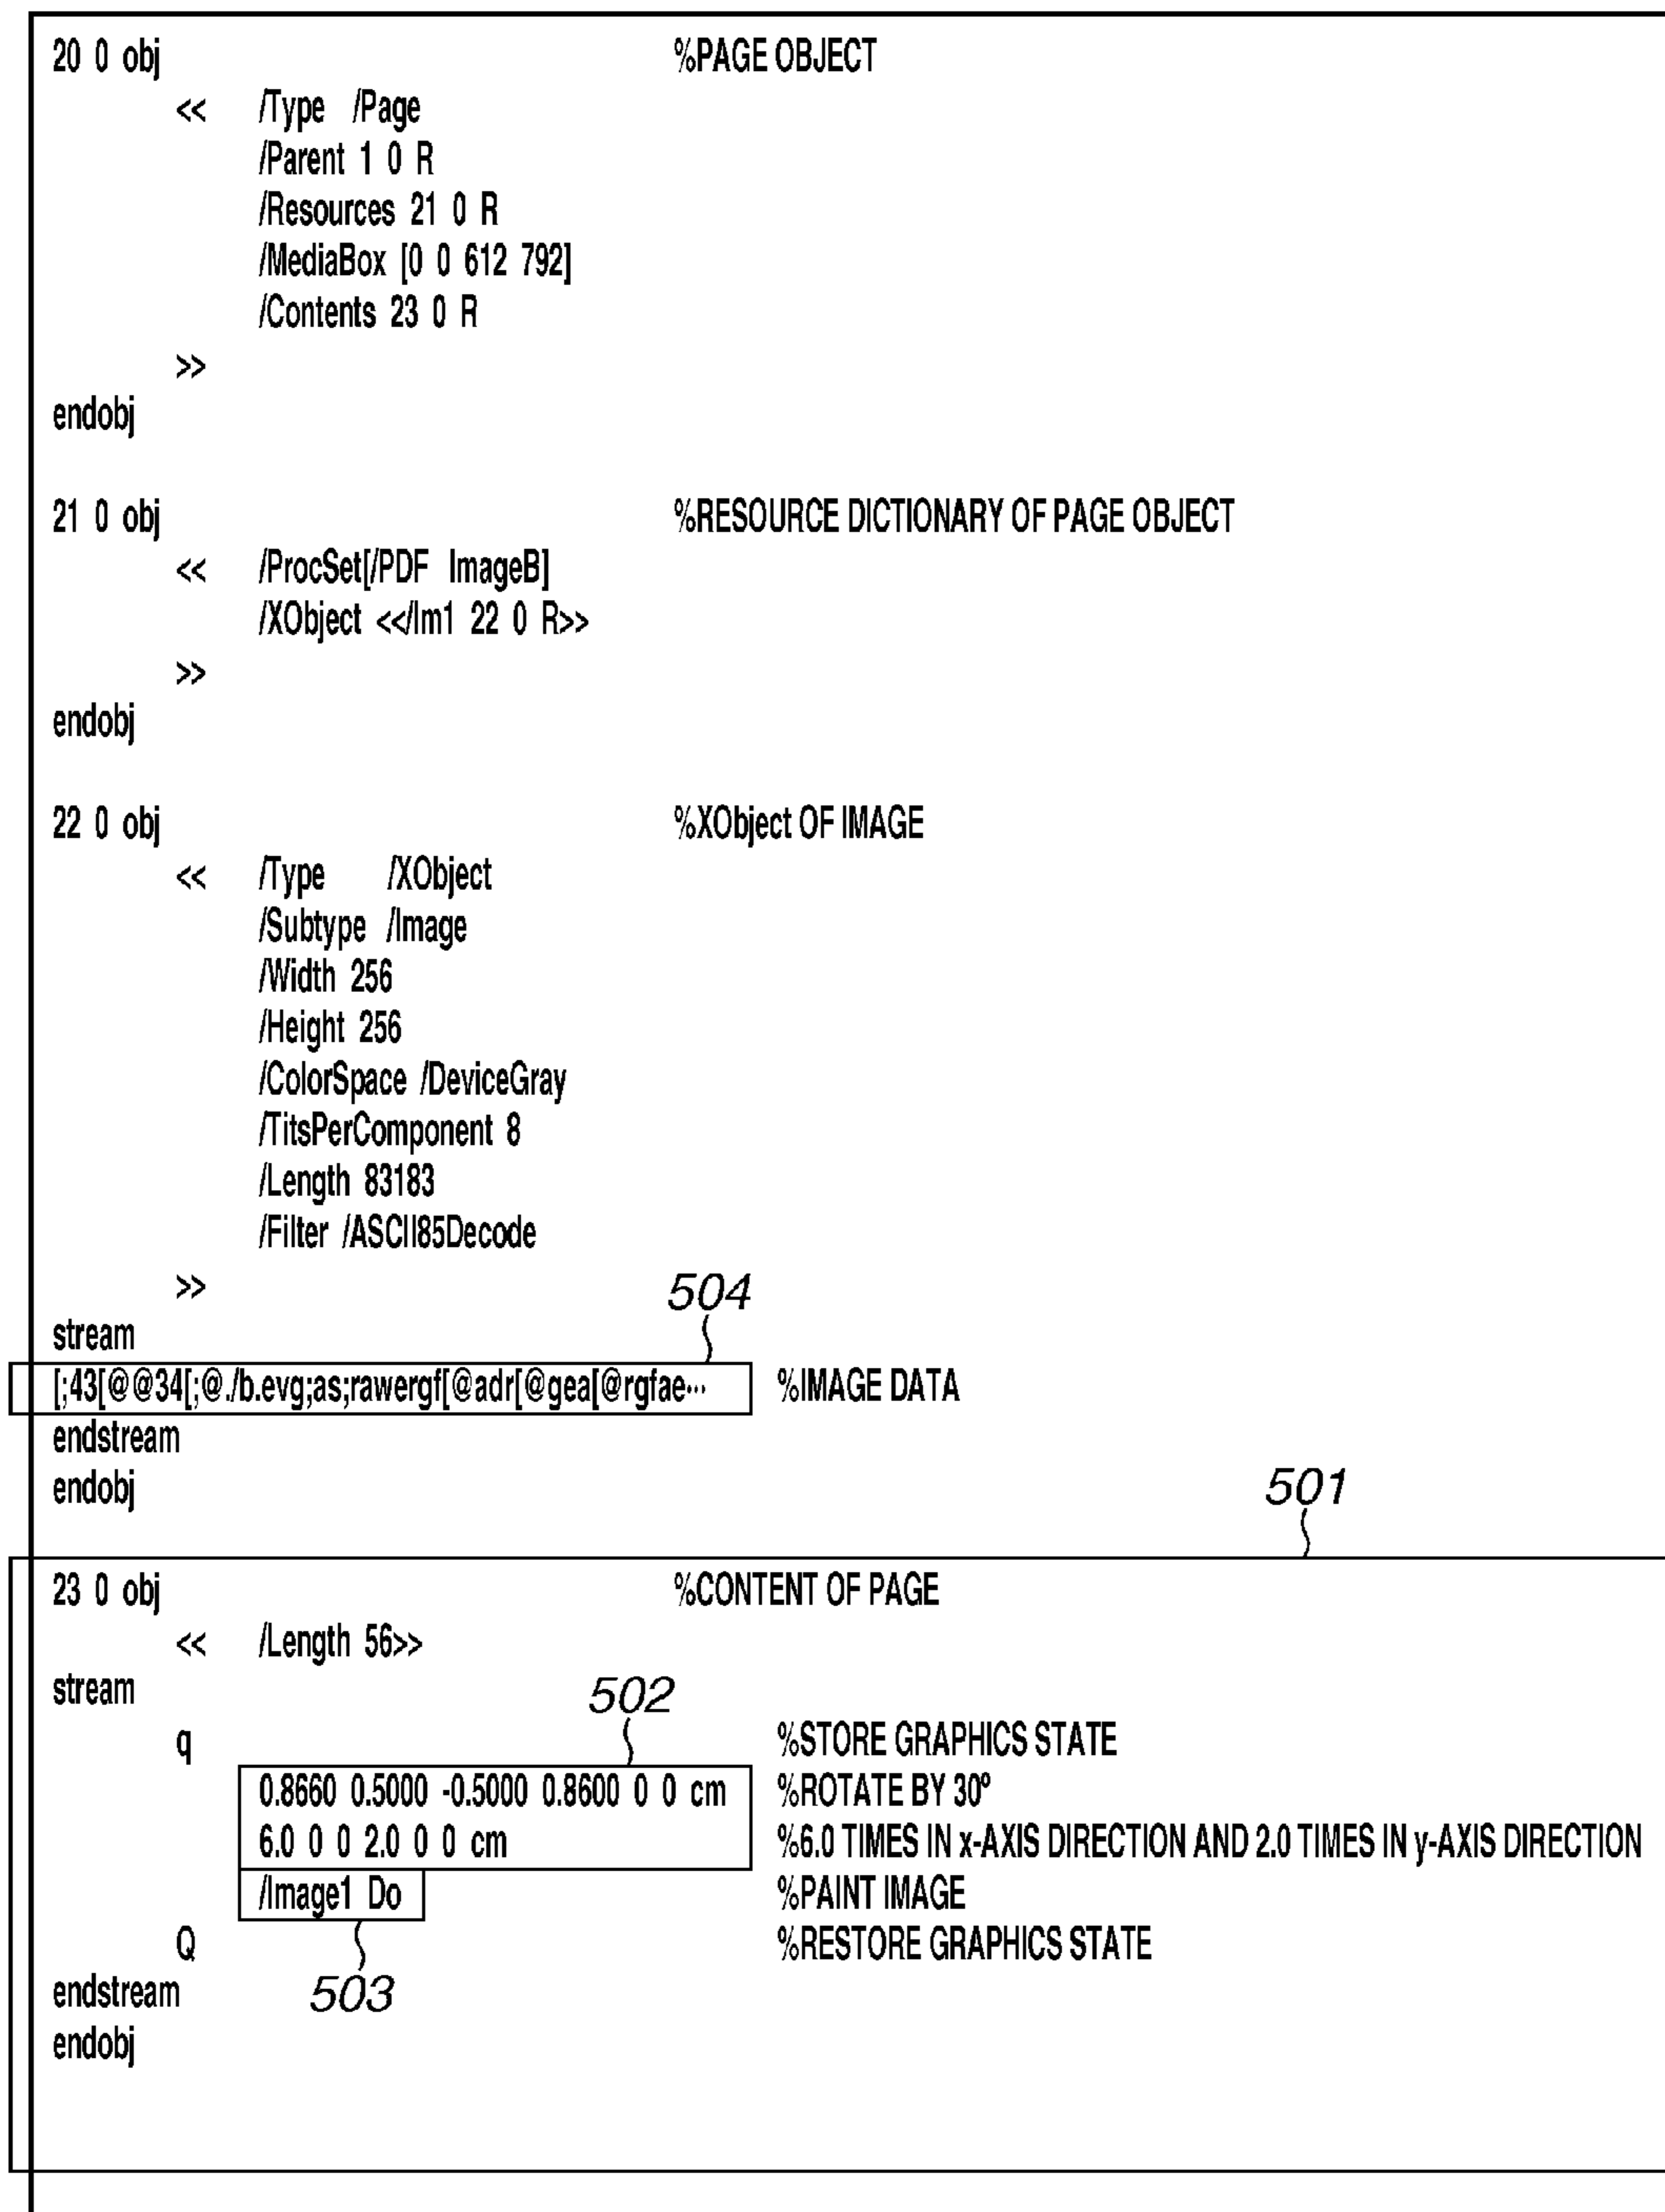 20 0 obj %PAGE OBJECT
<< /Type /Page
/Parent 1 0 R
/Resources 21 0 R
/MediaBox [0 0 612 792]
/Contents 23 0 R
>>
endobj
21 0 obj %RESOURCE DICTIONARY OF PAGE OBJECT
<< /ProcSet[/PDF ImageB]
/XObject <</Im1 22 0 R>>
>>
endobj
22 0 obj %XObject OF IMAGE
<< /Type /XObject
/Subtype /Image
/Width 256
/Height 256
/ColorSpace /DeviceGray
/TitsPerComponent 8
/Length 83183
/Filter /ASCII85Decode
>>
504
stream
[;43[@@34[;@./b.evg;as;rawergf[@adr[@gea[@rgfae... %IMAGE DATA
endstream
endobj
501
23 0 obj %CONTENT OF PAGE
<< /Length 56>>
stream
502
q %STORE GRAPHICS STATE
0.8660 0.5000 -0.5000 0.8600 0 0 cm %ROTATE BY 30º
6.0 0 0 2.0 0 0 cm %6.0 TIMES IN x-AXIS DIRECTION AND 2.0 TIMES IN y-AXIS DIRECTION
/Image1 Do %PAINT IMAGE
Q %RESTORE GRAPHICS STATE
endstream
503
endobj